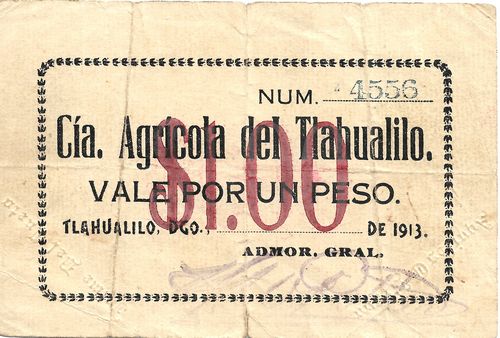 NUM. 4556
Cía. Agrícola del Tlahualilo.
$1.00
VALE POR UN PESO.
TLAHUALILO, DGO., DE 1913.
ADMOR. GRAL.